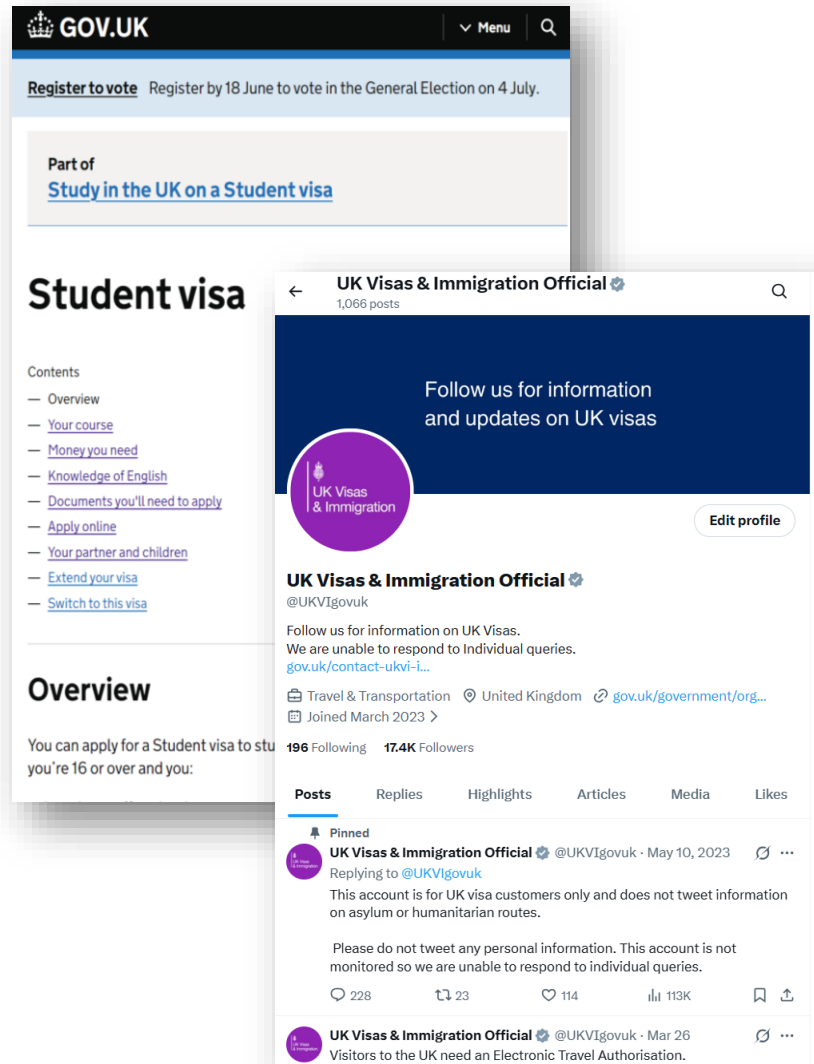 GOV.UK
Menu
Register to vote Register by 18 June to vote in the General Election on 4 July.
Part of
Study in the UK on a Student visa
Student visa
Contents
— Overview
— Your course
— Money you need
— Knowledge of English
— Documents you'll need to apply
— Apply online
— Your partner and children
— Extend your visa
— Switch to this visa
Overview
You can apply for a Student visa to stu
you're 16 or over and you:
UK Visas & Immigration Official
1,066 posts
Follow us for information
and updates on UK visas
UK Visas
& Immigration
Edit profile
UK Visas & Immigration Official
@UKVIgovuk
Follow us for information on UK Visas.
We are unable to respond to Individual queries.
gov.uk/contact-ukvi-i...
Travel & Transportation United Kingdom gov.uk/government/org...
Joined March 2023
196 Following 17.4K Followers
Posts Replies Highlights Articles Media Likes
Pinned
UK Visas & Immigration Official @UKVIgovuk · May 10, 2023
Replying to @UKVIgovuk
This account is for UK visa customers only and does not tweet information
on asylum or humanitarian routes.
Please do not tweet any personal information. This account is not
monitored so we are unable to respond to individual queries.
228 23 114 113K
UK Visas & Immigration Official @UKVIgovuk · Mar 26
Visitors to the UK need an Electronic Travel Authorisation.